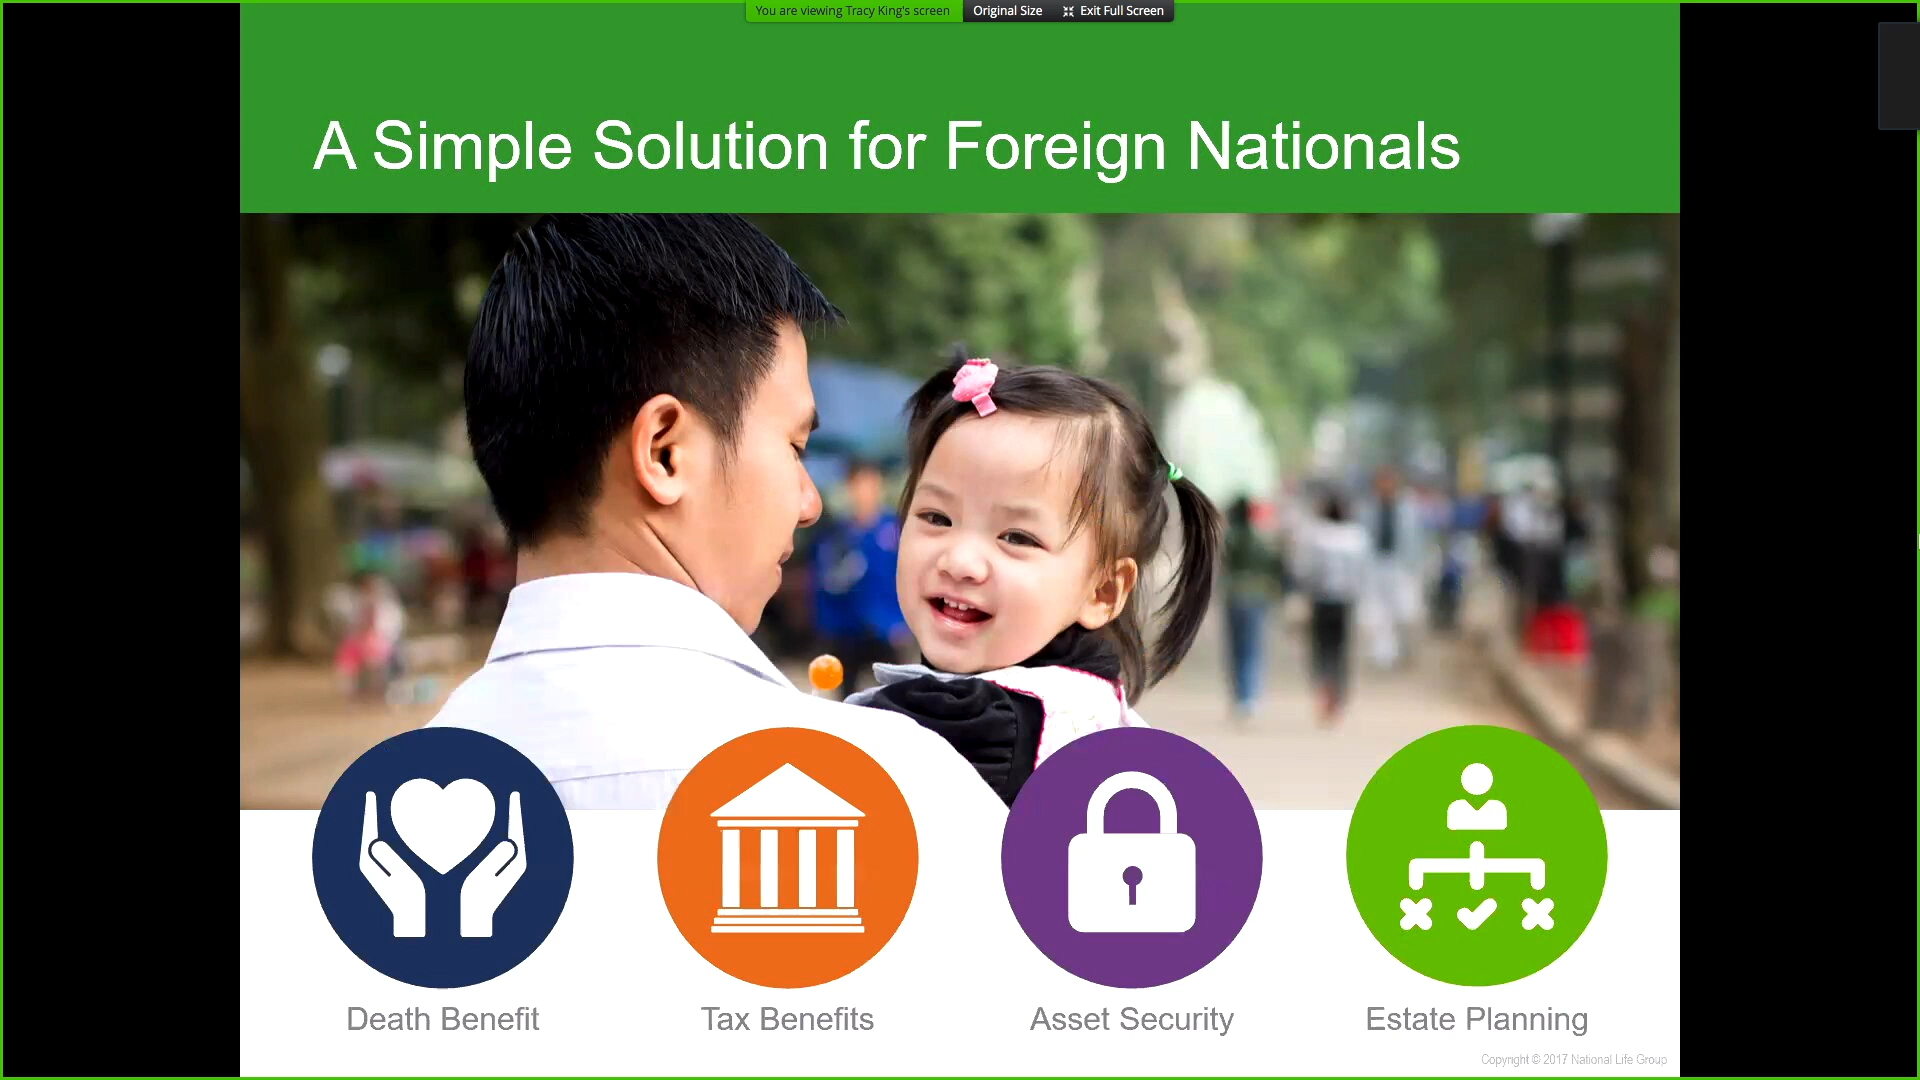 You are viewing Tracy King's screen
Original Size
Exit Full Screen
A Simple Solution for Foreign Nationals
Death Benefit
Tax Benefits
Asset Security
Estate Planning
Copyright © 2017 National Life Group